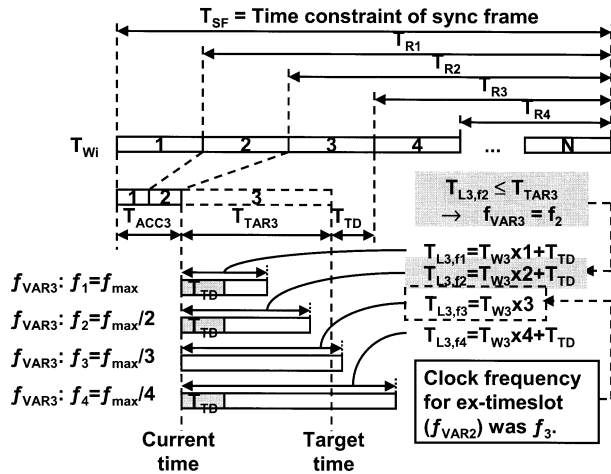 T_SF = Time constraint of sync frame
T_R1
T_R2
T_R3
T_R4
T_Wi 1 2 3 4 ... N
1 2 3
T_ACC3 T_TAR3 T_TD
T_L3,f2 ≤ T_TAR3
→ f_VAR3 = f_2
T_L3,f1=T_W3x1+T_TD
f_VAR3: f_1=f_max T_TD
T_L3,f2=T_W3x2+T_TD
f_VAR3: f_2=f_max/2 T_TD
T_L3,f3=T_W3x3
f_VAR3: f_3=f_max/3
T_L3,f4=T_W3x4+T_TD
f_VAR3: f_4=f_max/4 T_TD
Clock frequency
for ex-timeslot
(f_VAR2) was f_3.
Current
time
Target
time